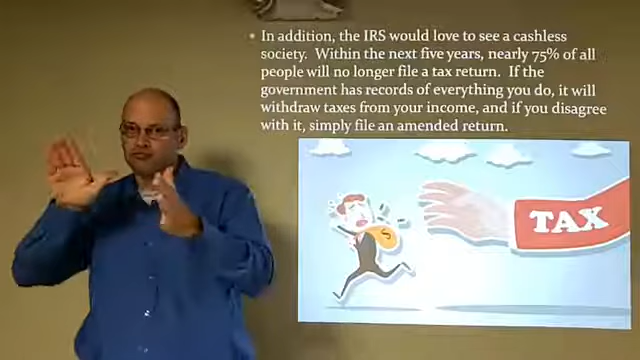 • In addition, the IRS would love to see a cashless
society. Within the next five years, nearly 75% of all
people will no longer file a tax return. If the
government has records of everything you do, it will
withdraw taxes from your income, and if you disagree
with it, simply file an amended return.
$
TAX